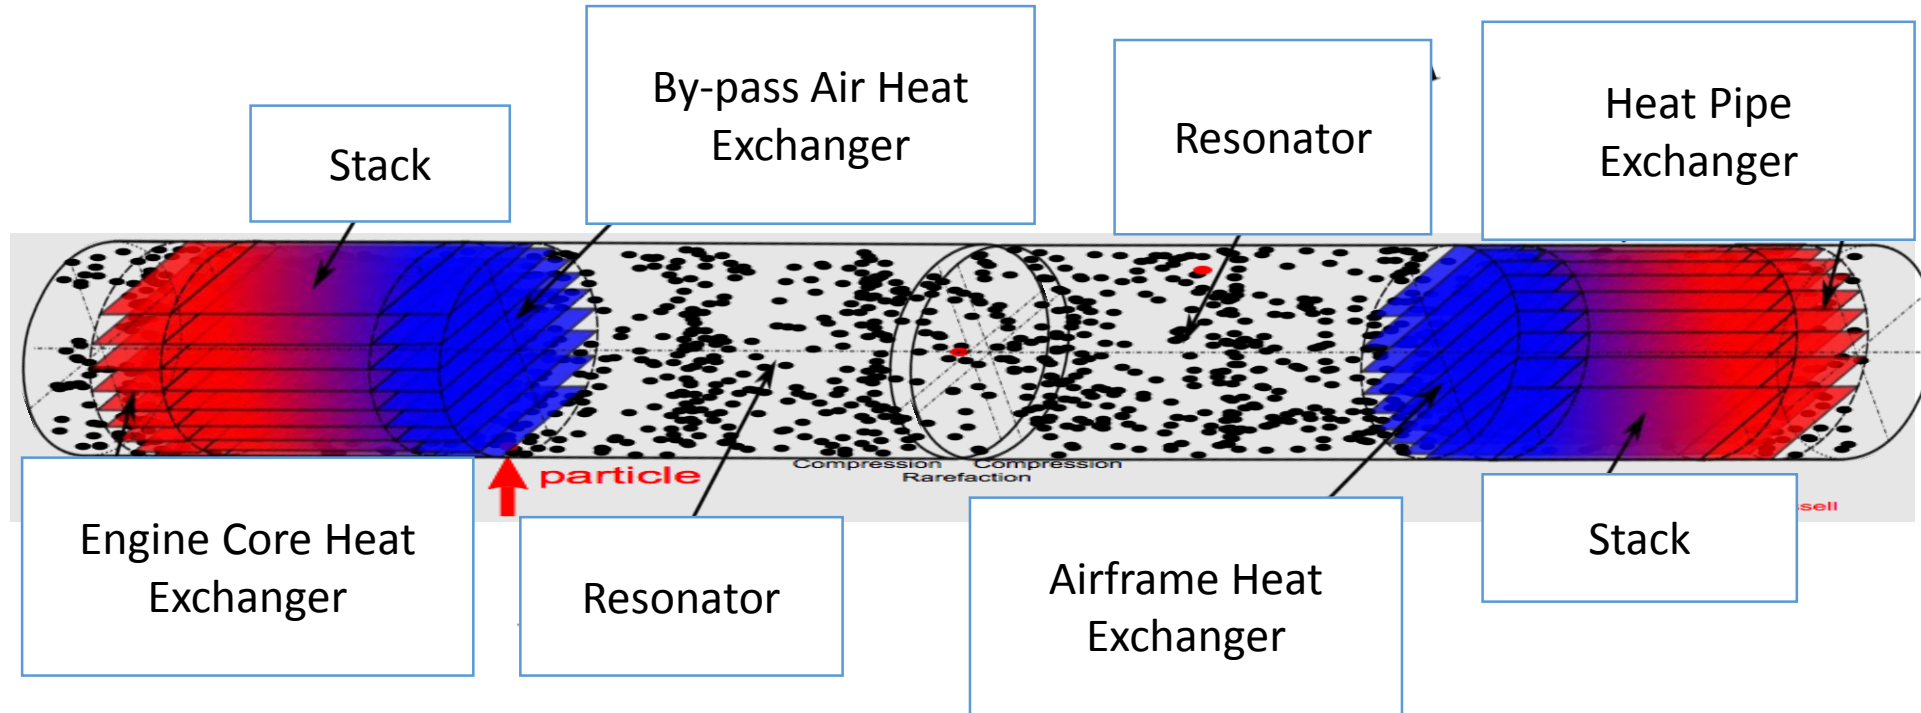 By-pass Air Heat
Exchanger
Stack
Resonator
Heat Pipe
Exchanger
particle
Compression Compression
Rarefaction
Engine Core Heat
Exchanger
Resonator
Airframe Heat
Exchanger
Stack
ssell